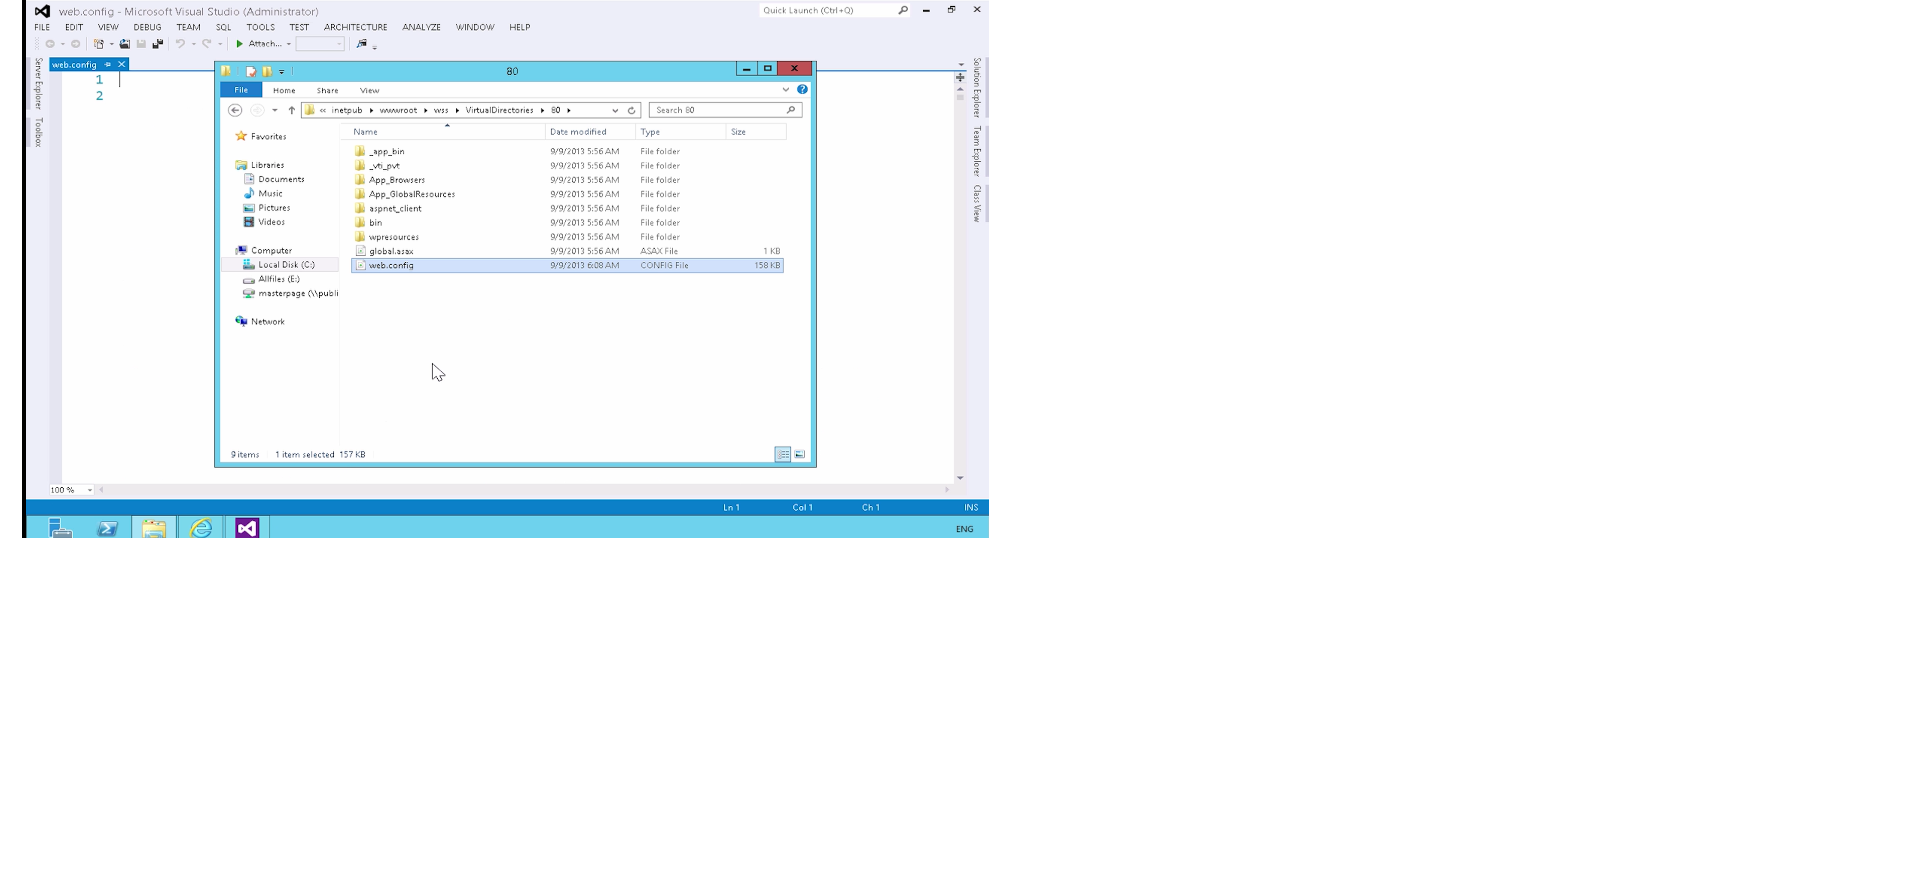 web.config - Microsoft Visual Studio (Administrator)
Quick Launch (Ctrl+Q)
FILE EDIT VIEW DEBUG TEAM SQL TOOLS TEST ARCHITECTURE ANALYZE WINDOW HELP
Attach...
web.config
1
2
Server Explorer
Toolbox
80
File Home Share View
« inetpub wwwroot wss VirtualDirectories 80
Search 80
Name Date modified Type Size
Favorites
Libraries
Documents
Music
Pictures
Videos
Computer
Local Disk (C:)
Allfiles (E:)
masterpage (\\publi
Network
_app_bin 9/9/2013 5:56 AM File folder
_vti_pvt 9/9/2013 5:56 AM File folder
App_Browsers 9/9/2013 5:56 AM File folder
App_GlobalResources 9/9/2013 5:56 AM File folder
aspnet_client 9/9/2013 5:56 AM File folder
bin 9/9/2013 5:56 AM File folder
wpresources 9/9/2013 5:56 AM File folder
global.asax 9/9/2013 5:56 AM ASAX File 1 KB
web.config 9/9/2013 6:08 AM CONFIG File 158 KB
9 items 1 item selected 157 KB
Solution Explorer
Team Explorer
Class View
100 %
Ln 1 Col 1 Ch 1 INS
ENG